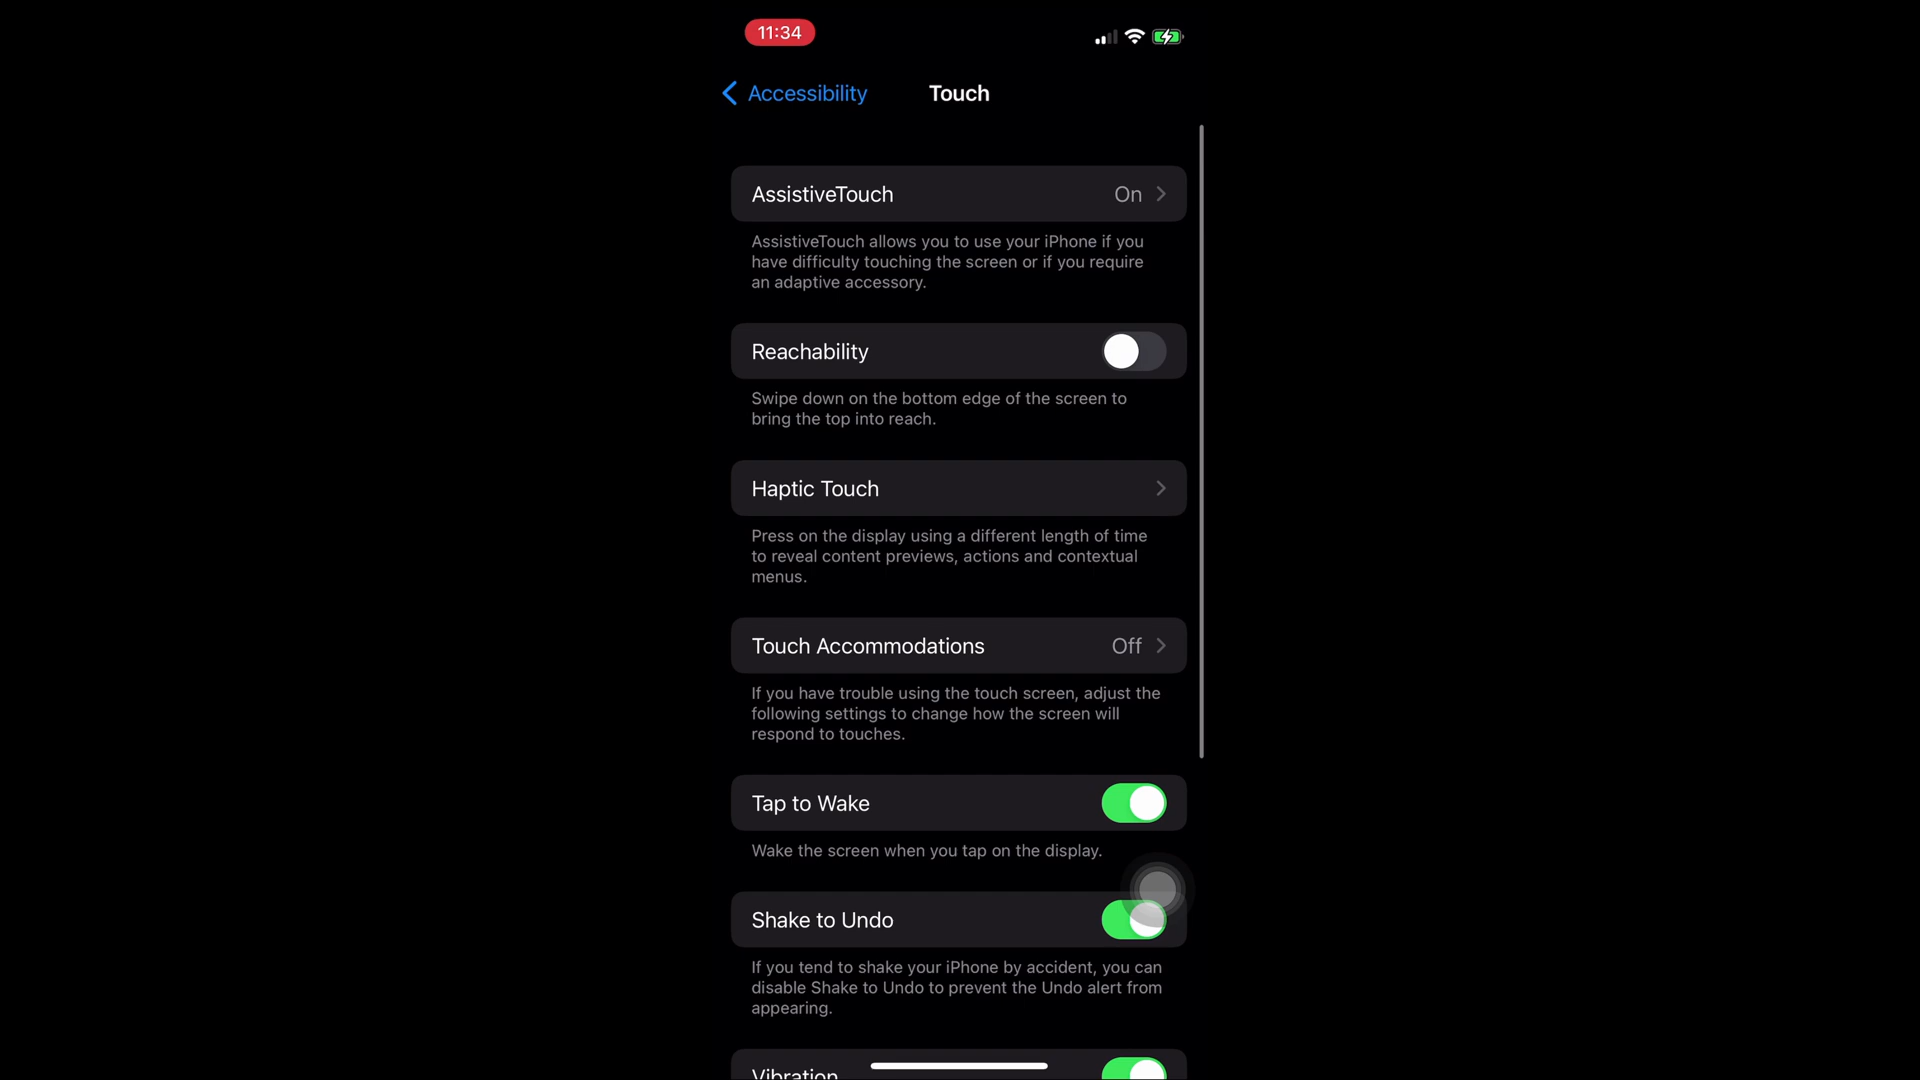 11:34
Accessibility
Touch
AssistiveTouch
On
AssistiveTouch allows you to use your iPhone if you
have difficulty touching the screen or if you require
an adaptive accessory.
Reachability
Swipe down on the bottom edge of the screen to
bring the top into reach.
Haptic Touch
Press on the display using a different length of time
to reveal content previews, actions and contextual
menus.
Touch Accommodations
Off
If you have trouble using the touch screen, adjust the
following settings to change how the screen will
respond to touches.
Tap to Wake
Wake the screen when you tap on the display.
Shake to Undo
If you tend to shake your iPhone by accident, you can
disable Shake to Undo to prevent the Undo alert from
appearing.
Vibration